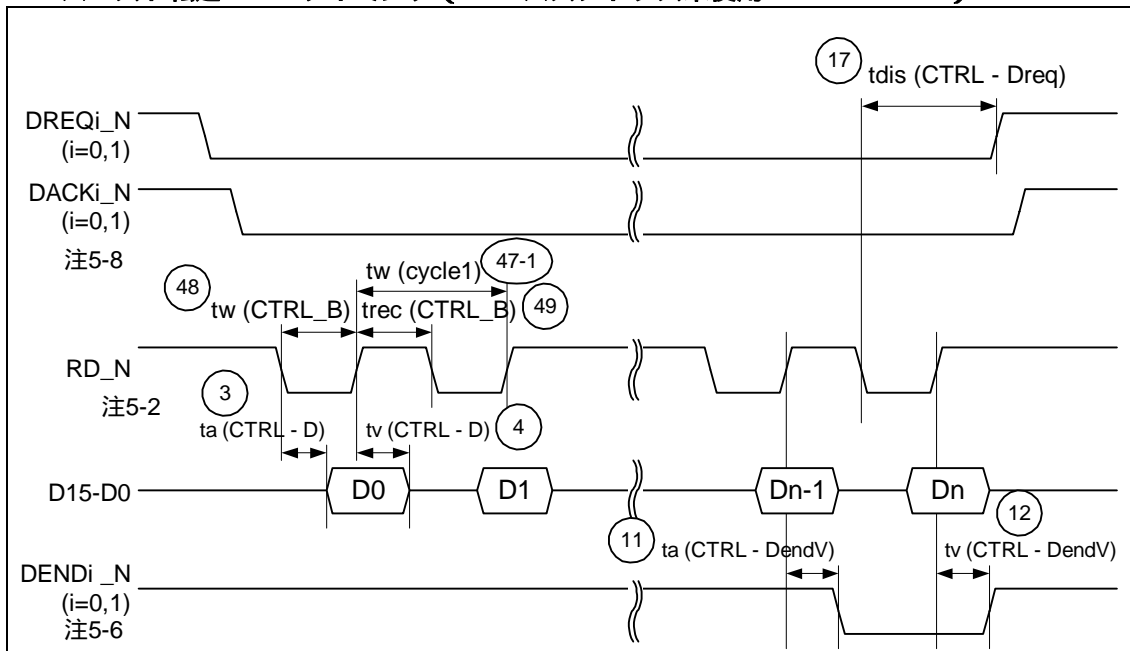 17
tdis (CTRL - Dreq)
DREQi_N
(i=0,1)
DACKi_N
(i=0,1)
注5-8
48
tw (CTRL_B)
tw (cycle1)
47-1
trec (CTRL_B)
49
RD_N
注5-2
3
ta (CTRL - D)
tv (CTRL - D)
4
D15-D0
D0
D1
Dn-1
Dn
11
ta (CTRL - DendV)
12
tv (CTRL - DendV)
DENDi _N
(i=0,1)
注5-6